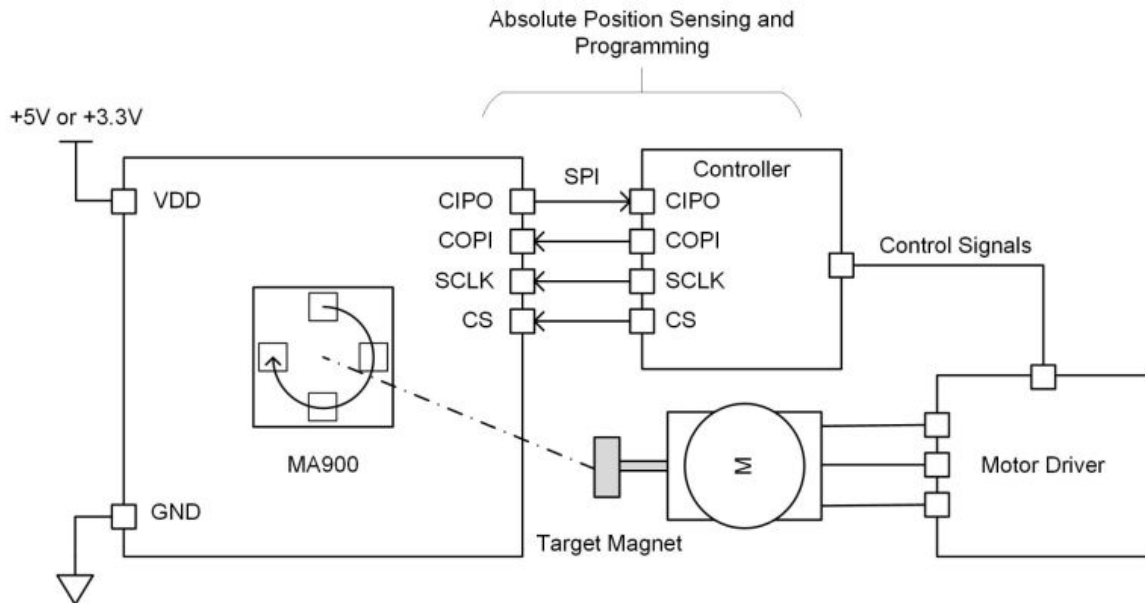 Absolute Position Sensing and
Programming
+5V or +3.3V
VDD
CIPO
SPI
Controller
CIPO
COPI
COPI
SCLK
SCLK
CS
CS
Control Signals
MA900
M
Motor Driver
GND
Target Magnet